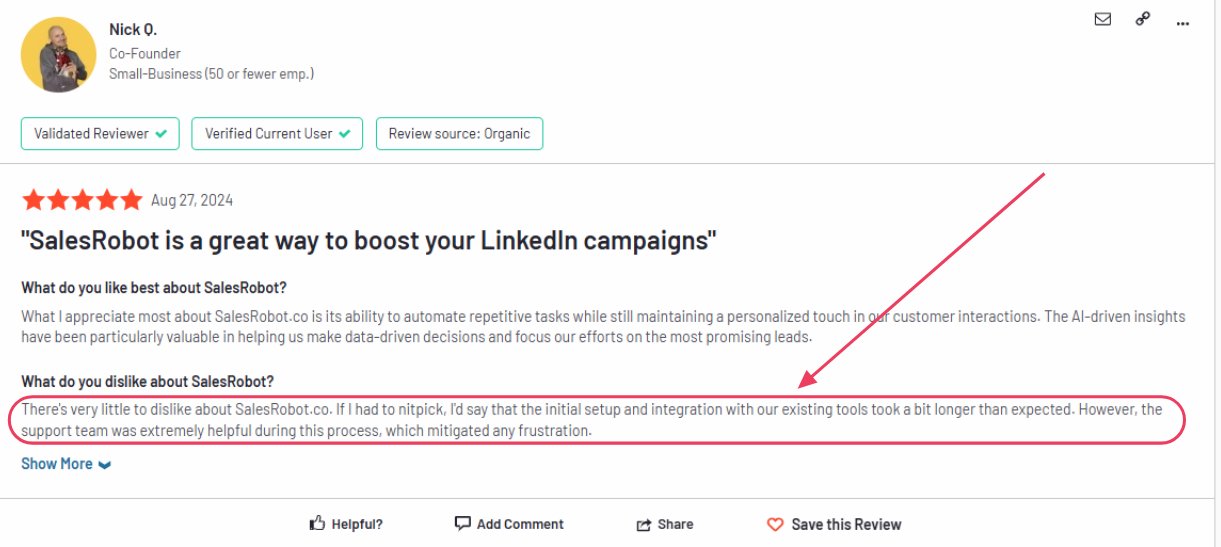 Nick Q.
Co-Founder
Small-Business (50 or fewer emp.)
Validated Reviewer
Verified Current User
Review source: Organic
Aug 27, 2024
"SalesRobot is a great way to boost your LinkedIn campaigns"
What do you like best about SalesRobot?
What I appreciate most about SalesRobot.co is its ability to automate repetitive tasks while still maintaining a personalized touch in our customer interactions. The AI-driven insights
have been particularly valuable in helping us make data-driven decisions and focus our efforts on the most promising leads.
What do you dislike about SalesRobot?
There's very little to dislike about SalesRobot.co. If I had to nitpick, I'd say that the initial setup and integration with our existing tools took a bit longer than expected. However, the
support team was extremely helpful during this process, which mitigated any frustration.
Show More
Helpful?
Add Comment
Share
Save this Review